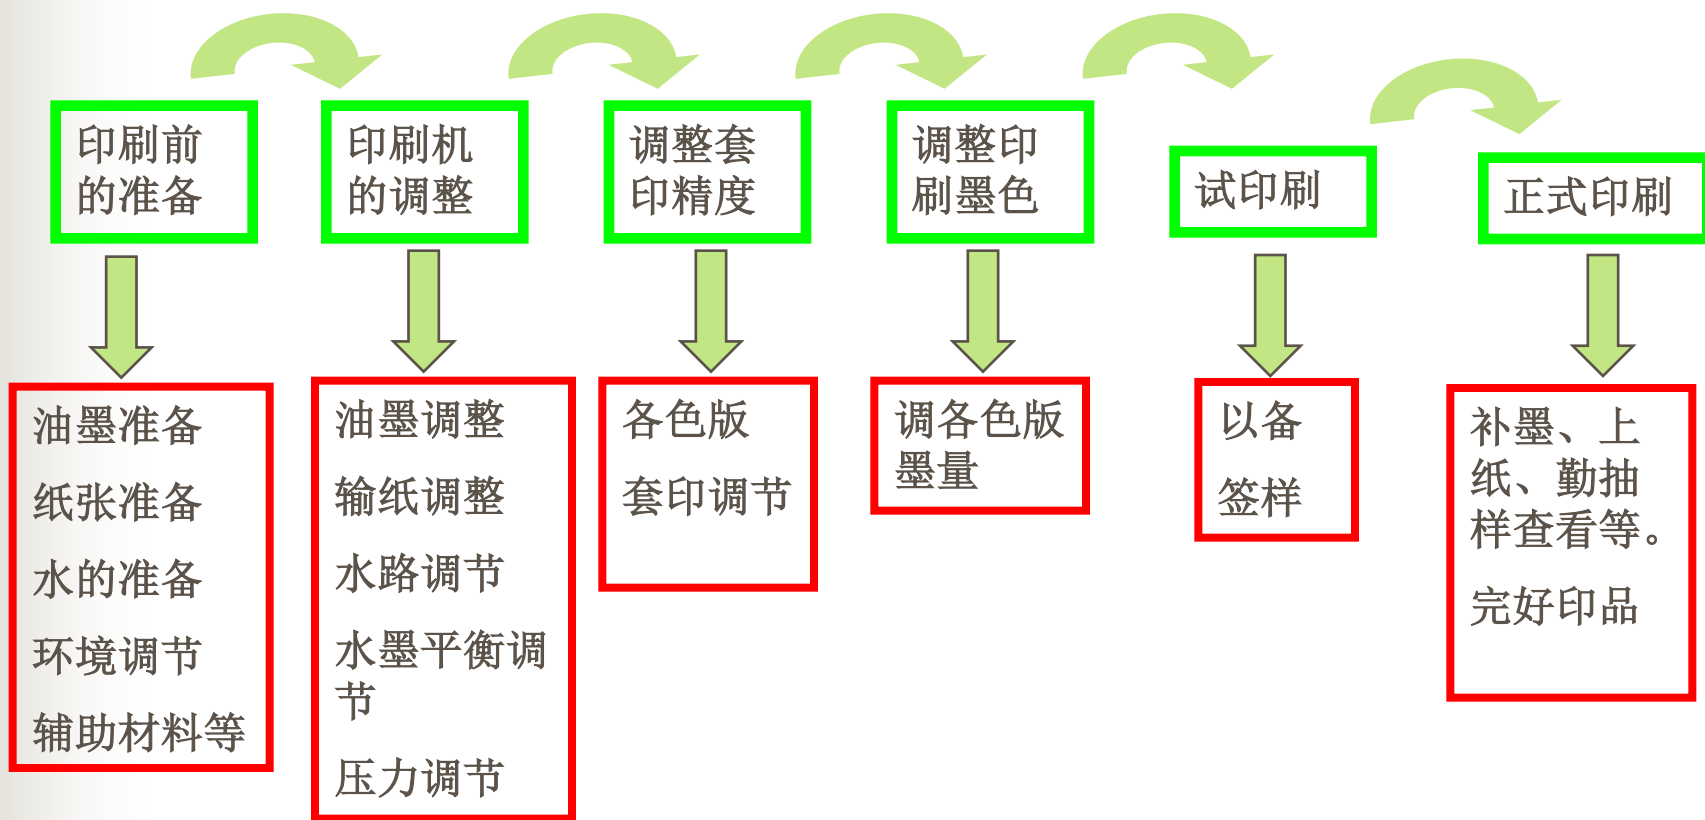 印刷前
的准备
印刷机
的调整
调整套
印精度
调整印
刷墨色
试印刷
正式印刷
油墨准备
纸张准备
水的准备
环境调节
辅助材料等
油墨调整
输纸调整
水路调节
水墨平衡调
节
压力调节
各色版
套印调节
调各色版
墨量
以备
签样
补墨、上
纸、勤抽
样查看等。
完好印品